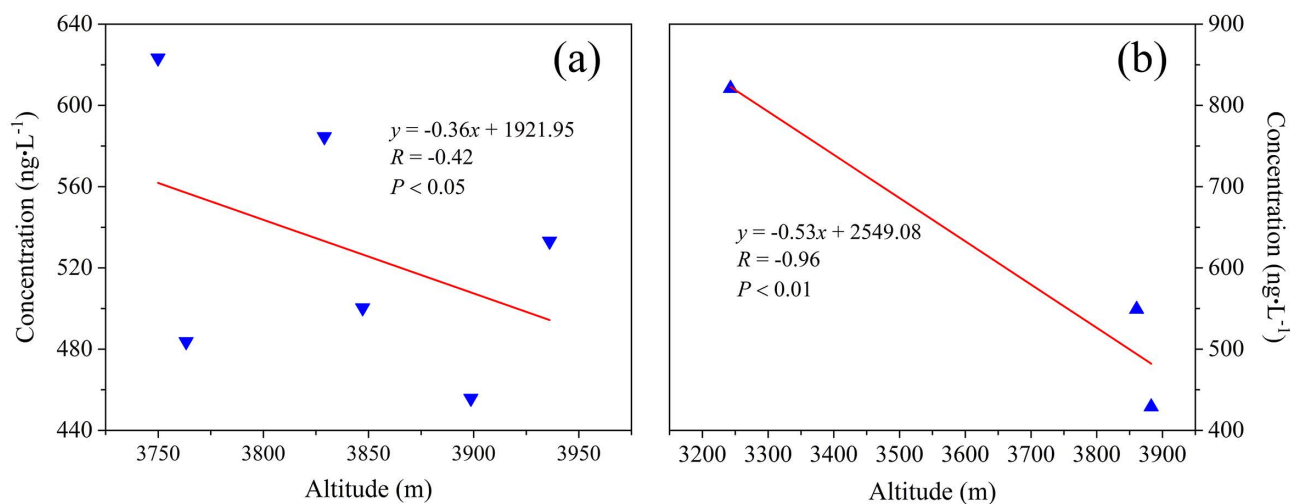 (a)
640
600
560
520
480
440
Concentration (ng•L⁻¹)
y = -0.36x + 1921.95
R = -0.42
P < 0.05
3750 3800 3850 3900 3950
Altitude (m)
(b)
900
800
700
600
500
400
Concentration (ng•L⁻¹)
y = -0.53x + 2549.08
R = -0.96
P < 0.01
3200 3300 3400 3500 3600 3700 3800 3900
Altitude (m)